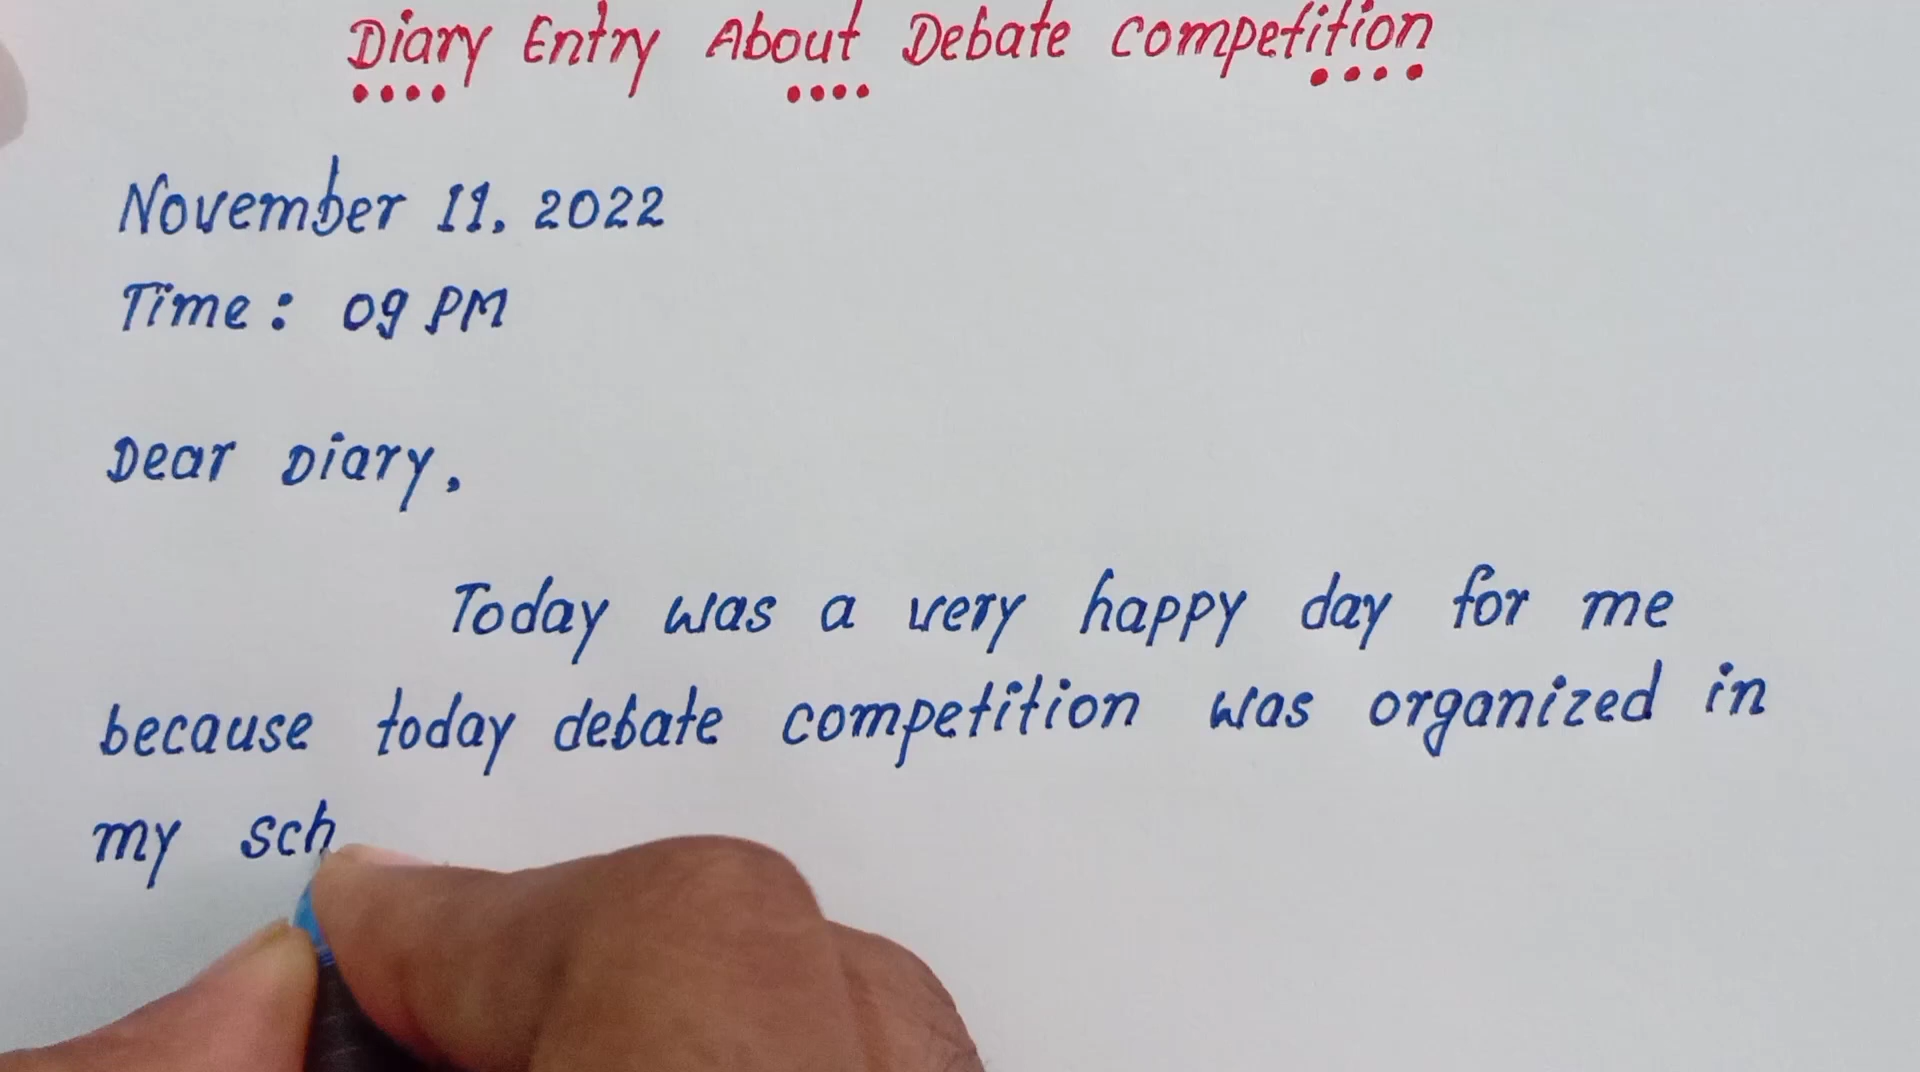 Diary Entry About Debate Competition
November 11, 2022
Time: 09 PM
Dear Diary,
Today was a very happy day for me
because today debate competition was organized in
my sch